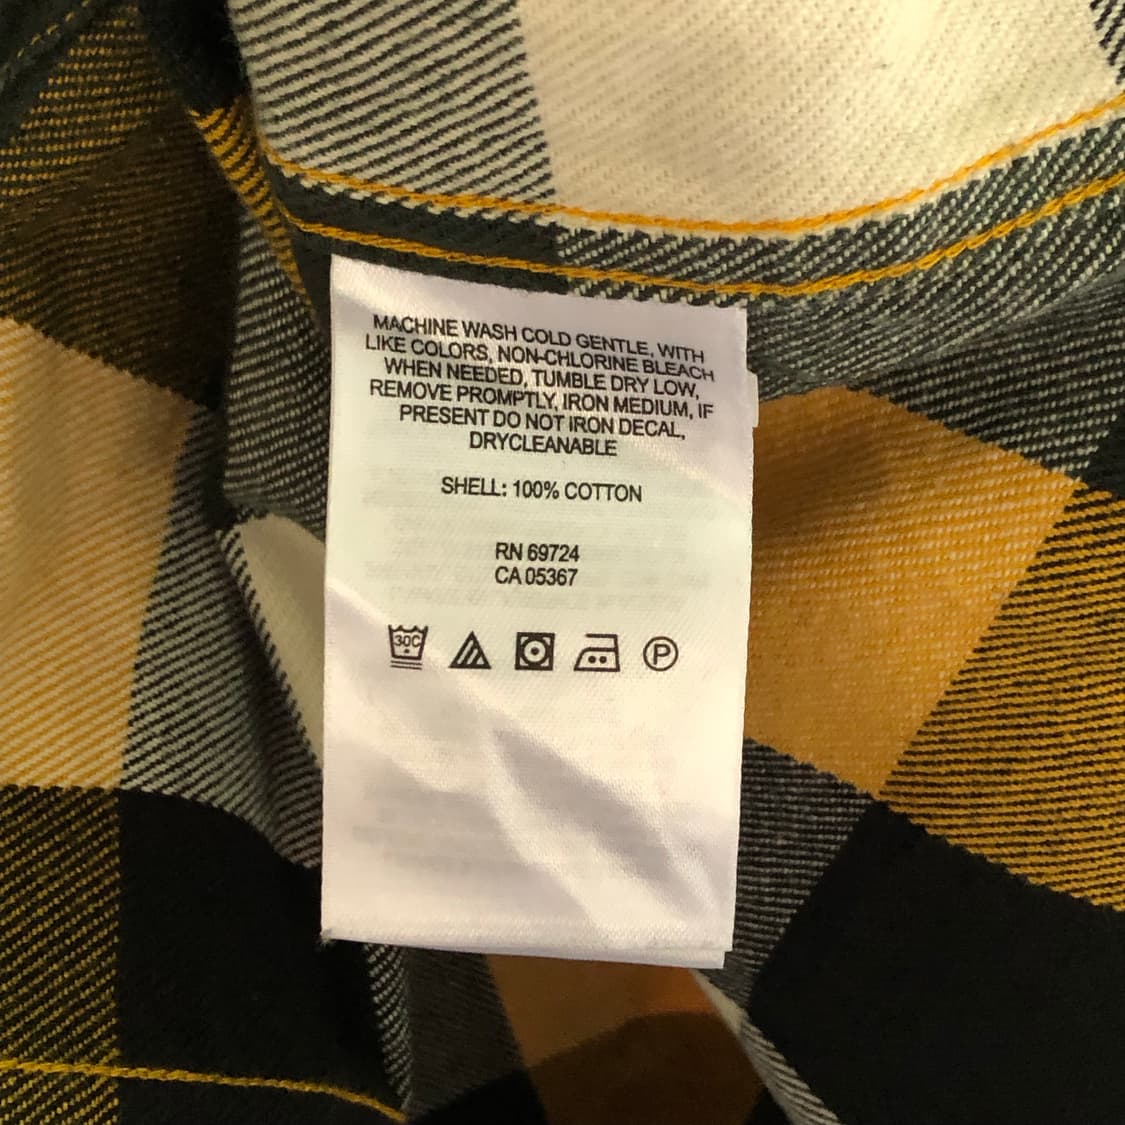 MACHINE WASH COLD GENTLE, WITH
LIKE COLORS, NON-CHLORINE BLEACH
WHEN NEEDED, TUMBLE DRY LOW,
REMOVE PROMPTLY, IRON MEDIUM, IF
PRESENT DO NOT IRON DECAL,
DRYCLEANABLE
SHELL: 100% COTTON
RN 69724
CA 05367
30C P